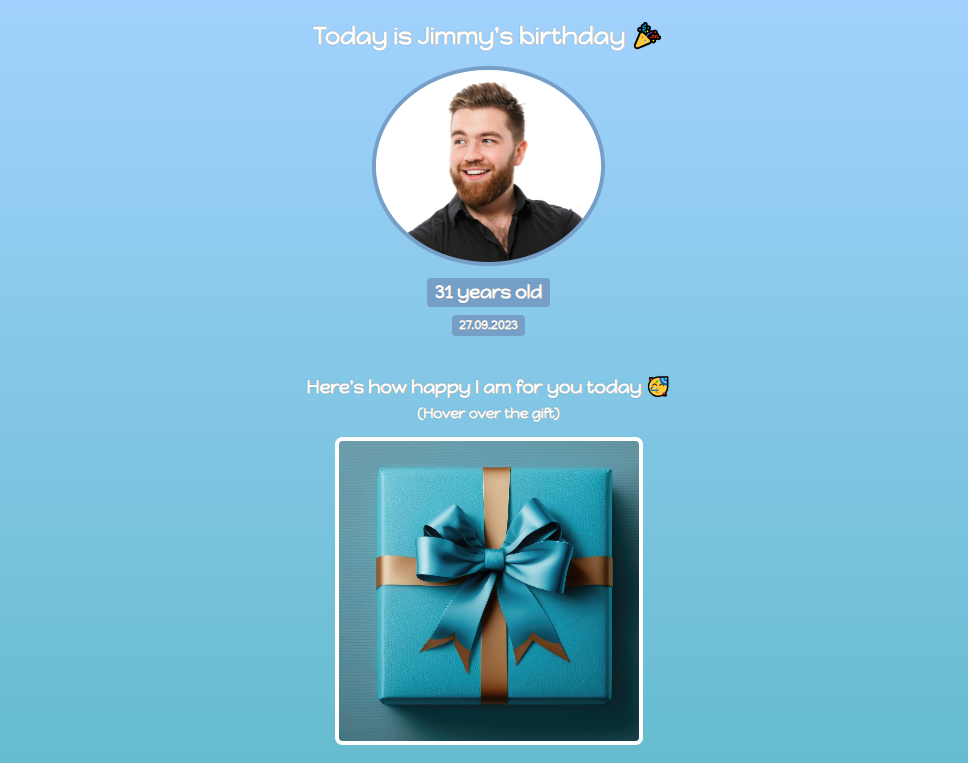 Today is Jimmy's birthday 🎉
31 years old
27.09.2023
Here's how happy I am for you today 🥳
(Hover over the gift)